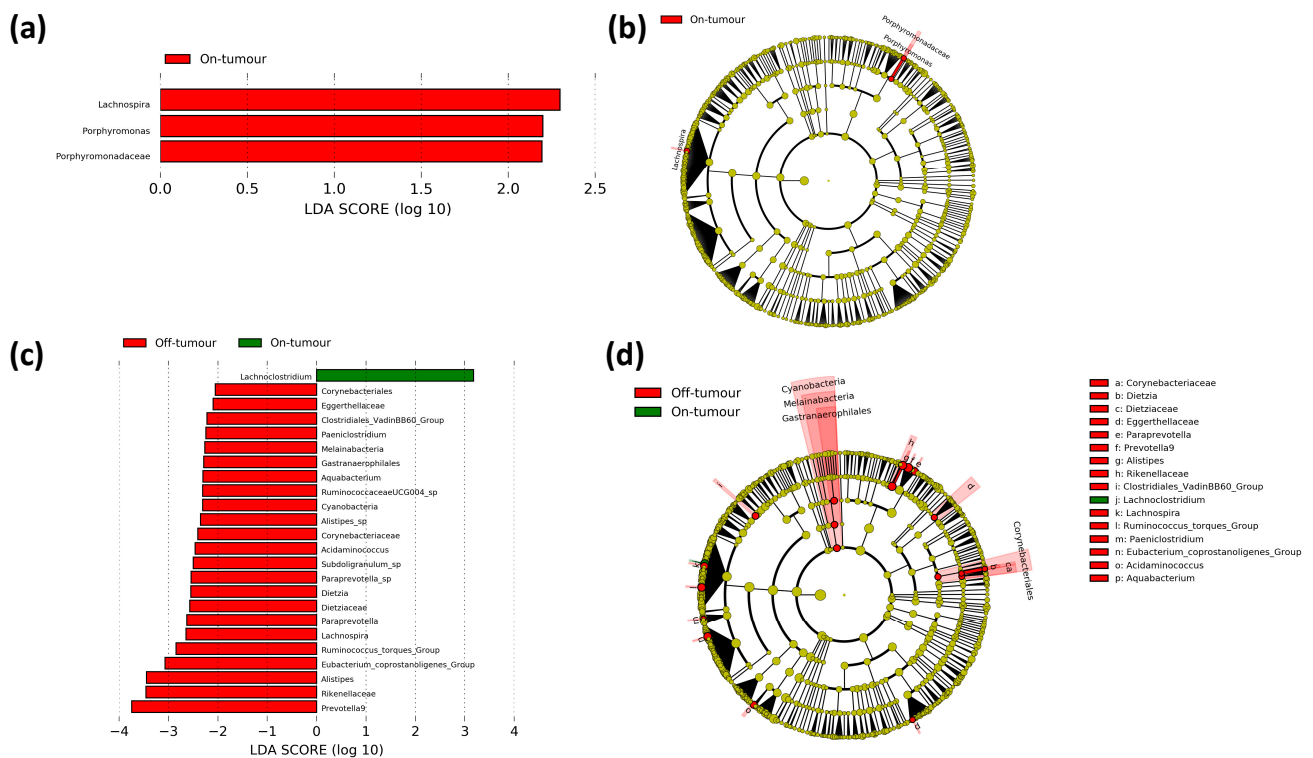 (a)
On-tumour
Lachnospira
Porphyromonas
Porphyromonadaceae
0.0 0.5 1.0 1.5 2.0 2.5
LDA SCORE (log 10)
(b)
On-tumour
Porphyromonadaceae
Porphyromonas
Lachnospira
(c)
Off-tumour On-tumour
Lachnoclostridium
Corynebacteriales
Eggerthellaceae
Clostridiales_VadinBB60_Group
Paeniclostridium
Melainabacteria
Gastranaerophilales
Aquabacterium
RuminoccaceaeUCG004_sp
Cyanobacteria
Alistipes_sp
Corynebacteriaceae
Acidaminococcus
Subdoligranulum_sp
Paraprevotella_sp
Dietzia
Dietziaceae
Paraprevotella
Lachnospira
Ruminococcus_torques_Group
Eubacterium_coprostanoligenes_Group
Alistipes
Rikenellaceae
Prevotella9
−4 −3 −2 −1 0 1 2 3 4
LDA SCORE (log 10)
(d)
Off-tumour
On-tumour
Cyanobacteria
Melainabacteria
Gastranaerophilales
h
g
f
e
d
Corynebacteriales
ca
b
i
k
l
m
n
o
p
a: Corynebacteriaceae
b: Dietzia
c: Dietziaceae
d: Eggerthellaceae
e: Paraprevotella
f: Prevotella9
g: Alistipes
h: Rikenellaceae
i: Clostridiales_VadinBB60_Group
j: Lachnoclostridium
k: Lachnospira
l: Ruminococcus_torques_Group
m: Paeniclostridium
n: Eubacterium_coprostanoligenes_Group
o: Acidaminococcus
p: Aquabacterium